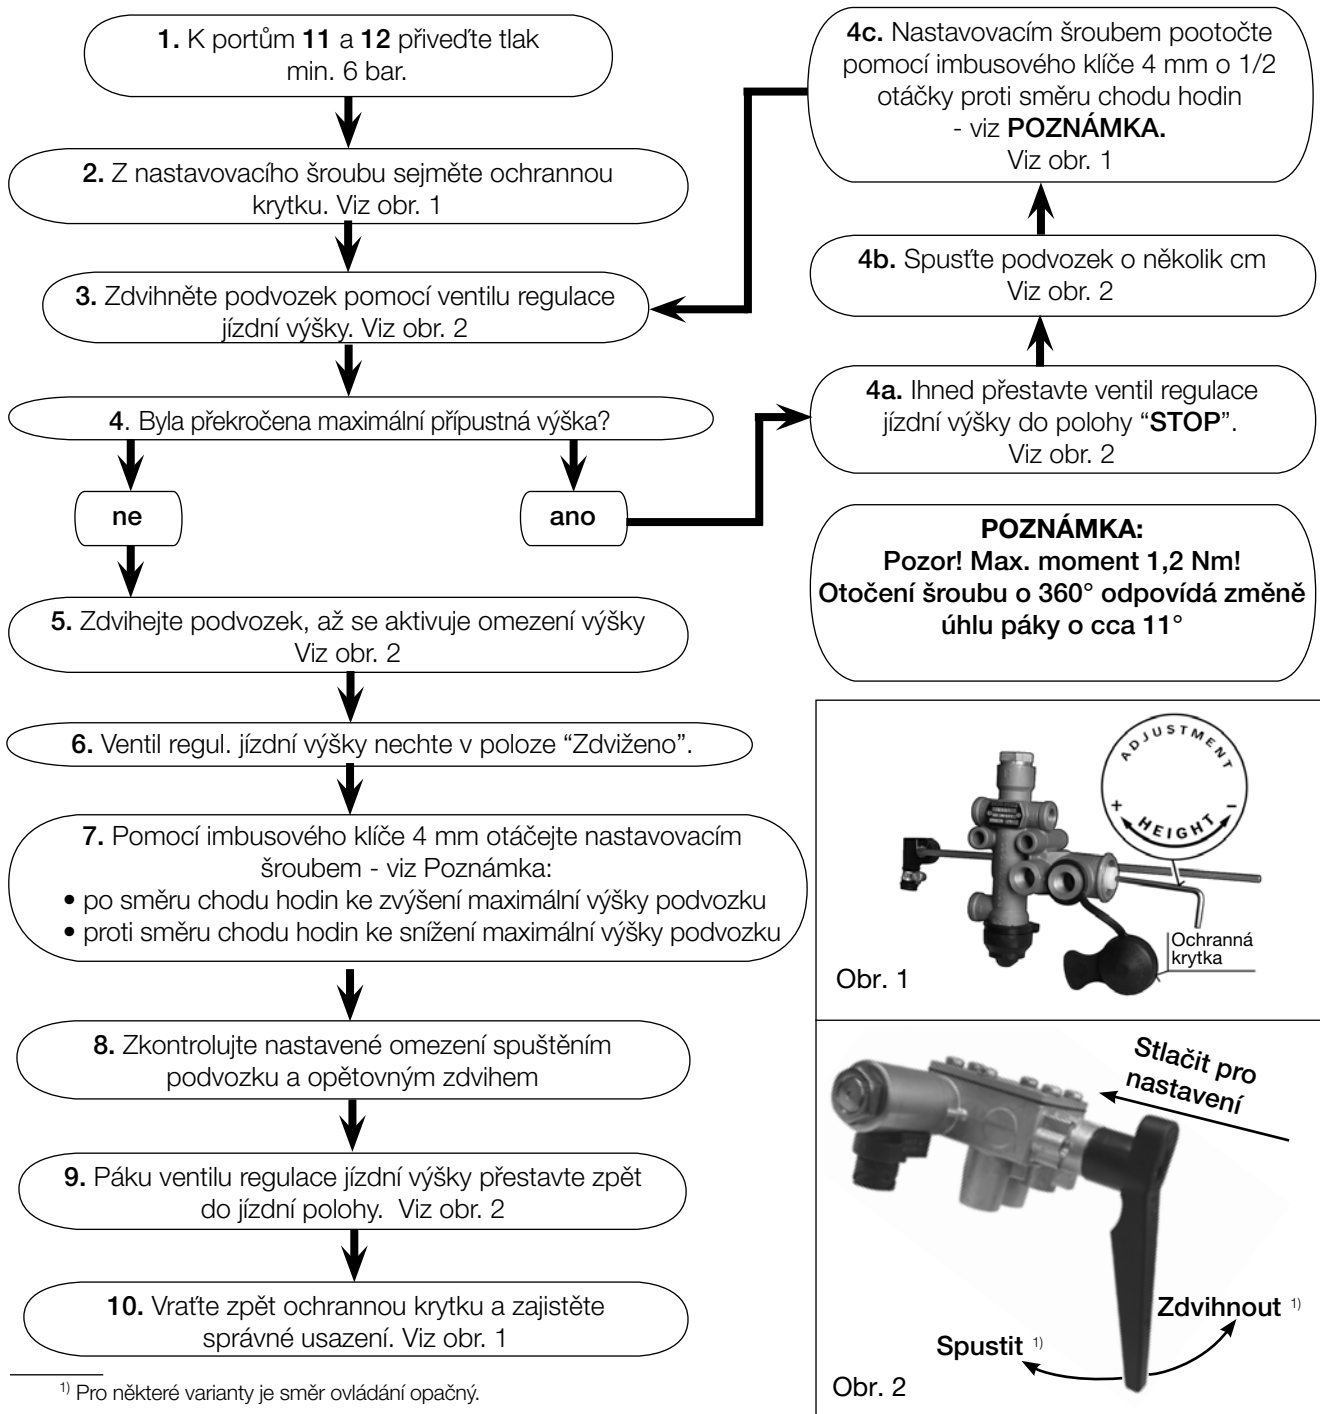 1. K portům 11 a 12 přiveďte tlak
min. 6 bar.
2. Z nastavovacího šroubu sejměte ochrannou
krytku. Viz obr. 1
3. Zdvihněte podvozek pomocí ventilu regulace
jízdní výšky. Viz obr. 2
4. Byla překročena maximální přípustná výška?
ne
ano
4a. Ihned přestavte ventil regulace
jízdní výšky do polohy “STOP”.
Viz obr. 2
4b. Spusťte podvozek o několik cm
Viz obr. 2
4c. Nastavovacím šroubem pootočte
pomocí imbusového klíče 4 mm o 1/2
otáčky proti směru chodu hodin
- viz POZNÁMKA.
Viz obr. 1
POZNÁMKA:
Pozor! Max. moment 1,2 Nm!
Otočení šroubu o 360° odpovídá změně
úhlu páky o cca 11°
5. Zdvihejte podvozek, až se aktivuje omezení výšky
Viz obr. 2
6. Ventil regul. jízdní výšky nechte v poloze “Zdviženo”.
7. Pomocí imbusového klíče 4 mm otáčejte nastavovacím
šroubem - viz Poznámka:
• po směru chodu hodin ke zvýšení maximální výšky podvozku
• proti směru chodu hodin ke snížení maximální výšky podvozku
8. Zkontrolujte nastavené omezení spuštěním
podvozku a opětovným zdvihem
9. Páku ventilu regulace jízdní výšky přestavte zpět
do jízdní polohy. Viz obr. 2
10. Vraťte zpět ochrannou krytku a zajistěte
správné usazení. Viz obr. 1
1) Pro některé varianty je směr ovládání opačný.
ADJUSTMENT
+ HEIGHT -
Ochranná
krytka
Obr. 1
Stlačit pro
nastavení
Zdvihnout 1)
Spustit 1)
Obr. 2